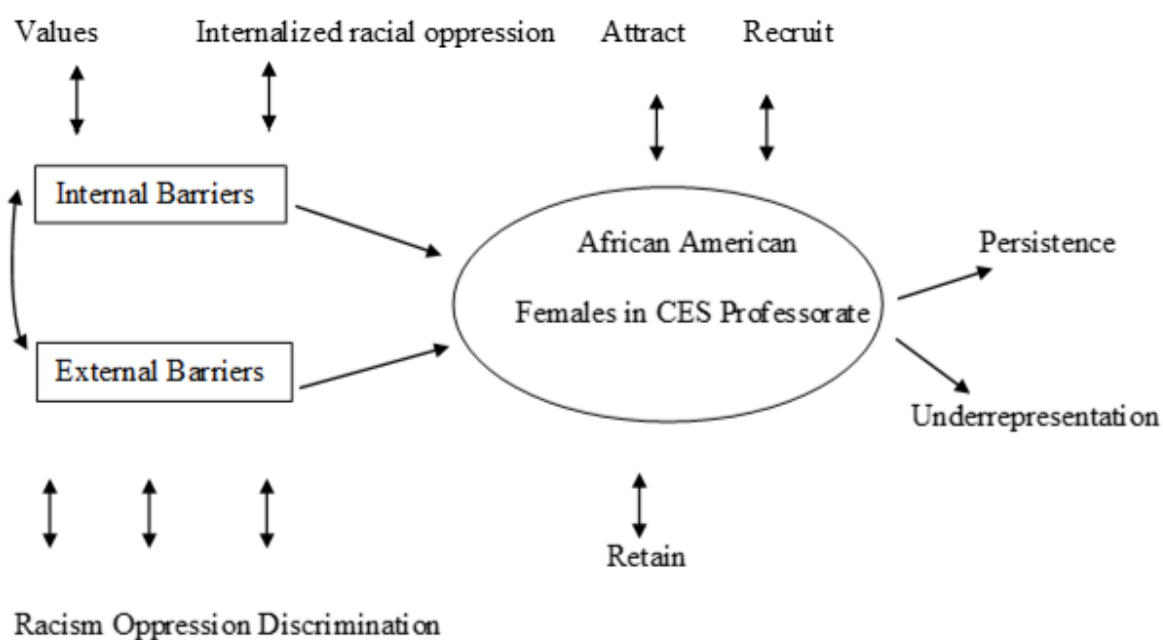 Values
Internalized racial oppression
Attract
Recruit
Internal Barriers
African American
Females in CES Professorate
Persistence
External Barriers
Underrepresentation
Retain
Racism Oppression Discrimination